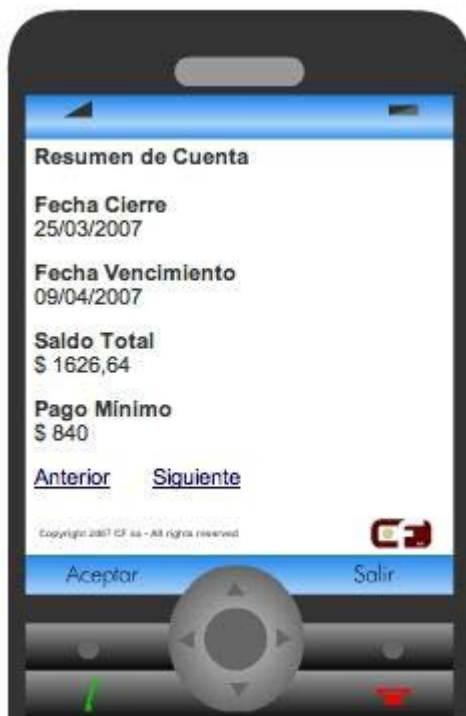 Resumen de Cuenta
Fecha Cierre
25/03/2007
Fecha Vencimiento
09/04/2007
Saldo Total
$ 1626,64
Pago Mínimo
$ 840
Anterior Siguiente
Copyright 2007 CF sa - All rights reserved
Aceptar Salir